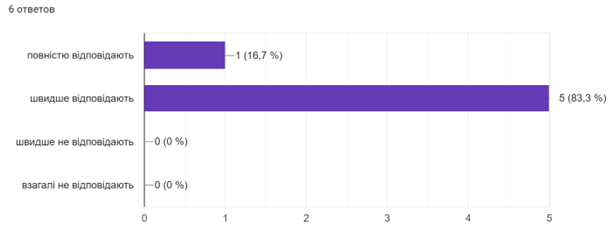 6 ответов
повністю відповідають
1 (16,7 %)
швидше відповідають
5 (83,3 %)
швидше не відповідають
0 (0 %)
взагалі не відповідають
0 (0 %)
0 1 2 3 4 5